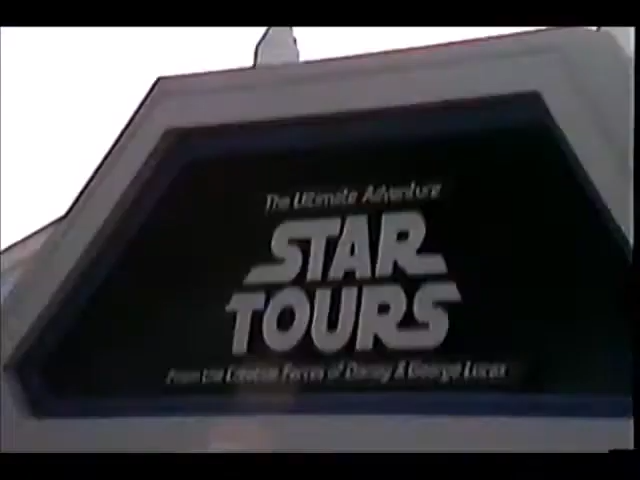 The Ultimate Adventure
STAR
TOURS
From the Creative Forces of Disney & George Lucas